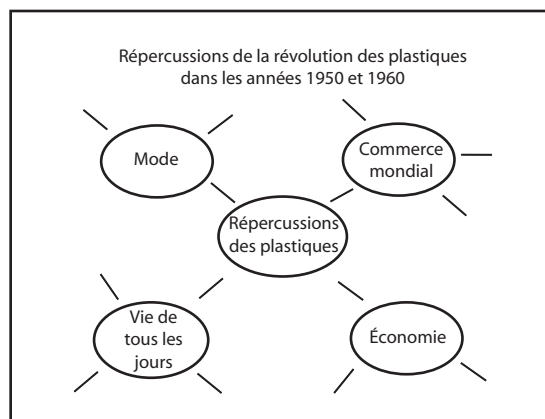 Répercussions de la révolution des plastiques
dans les années 1950 et 1960
Mode
Commerce
mondial
Répercussions
des plastiques
Vie de
tous les
jours
Économie